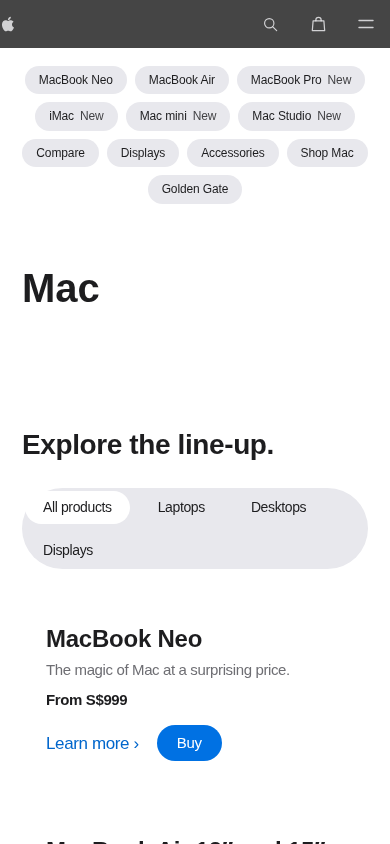 MacBook Neo MacBook Air MacBook Pro New
iMac New Mac mini New Mac Studio New
Compare Displays Accessories Shop Mac
Golden Gate
Mac
Explore the line-up.
All products Laptops Desktops
Displays
MacBook Neo
The magic of Mac at a surprising price.
From S$999
Learn more › Buy